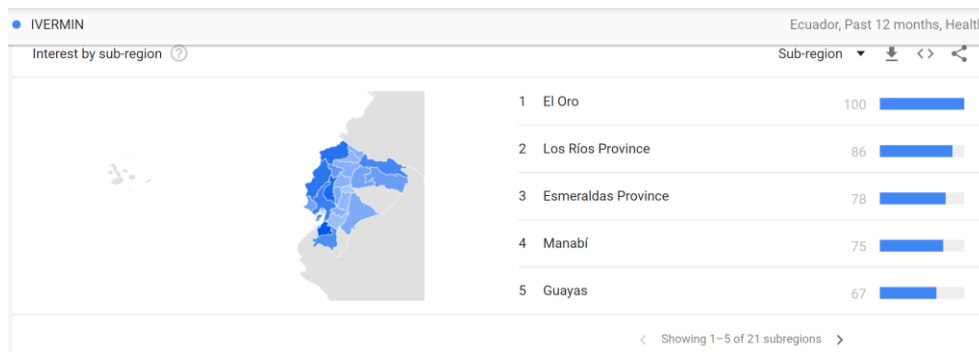 IVERMIN
Ecuador, Past 12 months, Health
Interest by sub-region
Sub-region
1 El Oro 100
2 Los Ríos Province 86
3 Esmeraldas Province 78
4 Manabí 75
5 Guayas 67
Showing 1–5 of 21 subregions